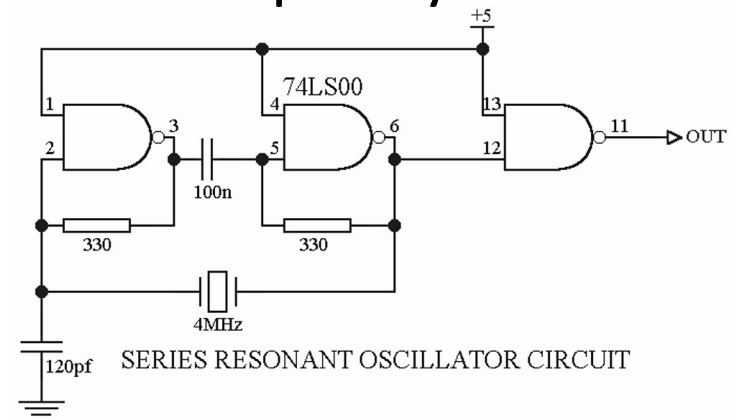 +5
74LS00
1
4
13
3
6
11
OUT
2
5
12
100n
330
330
4MHz
120pf
SERIES RESONANT OSCILLATOR CIRCUIT